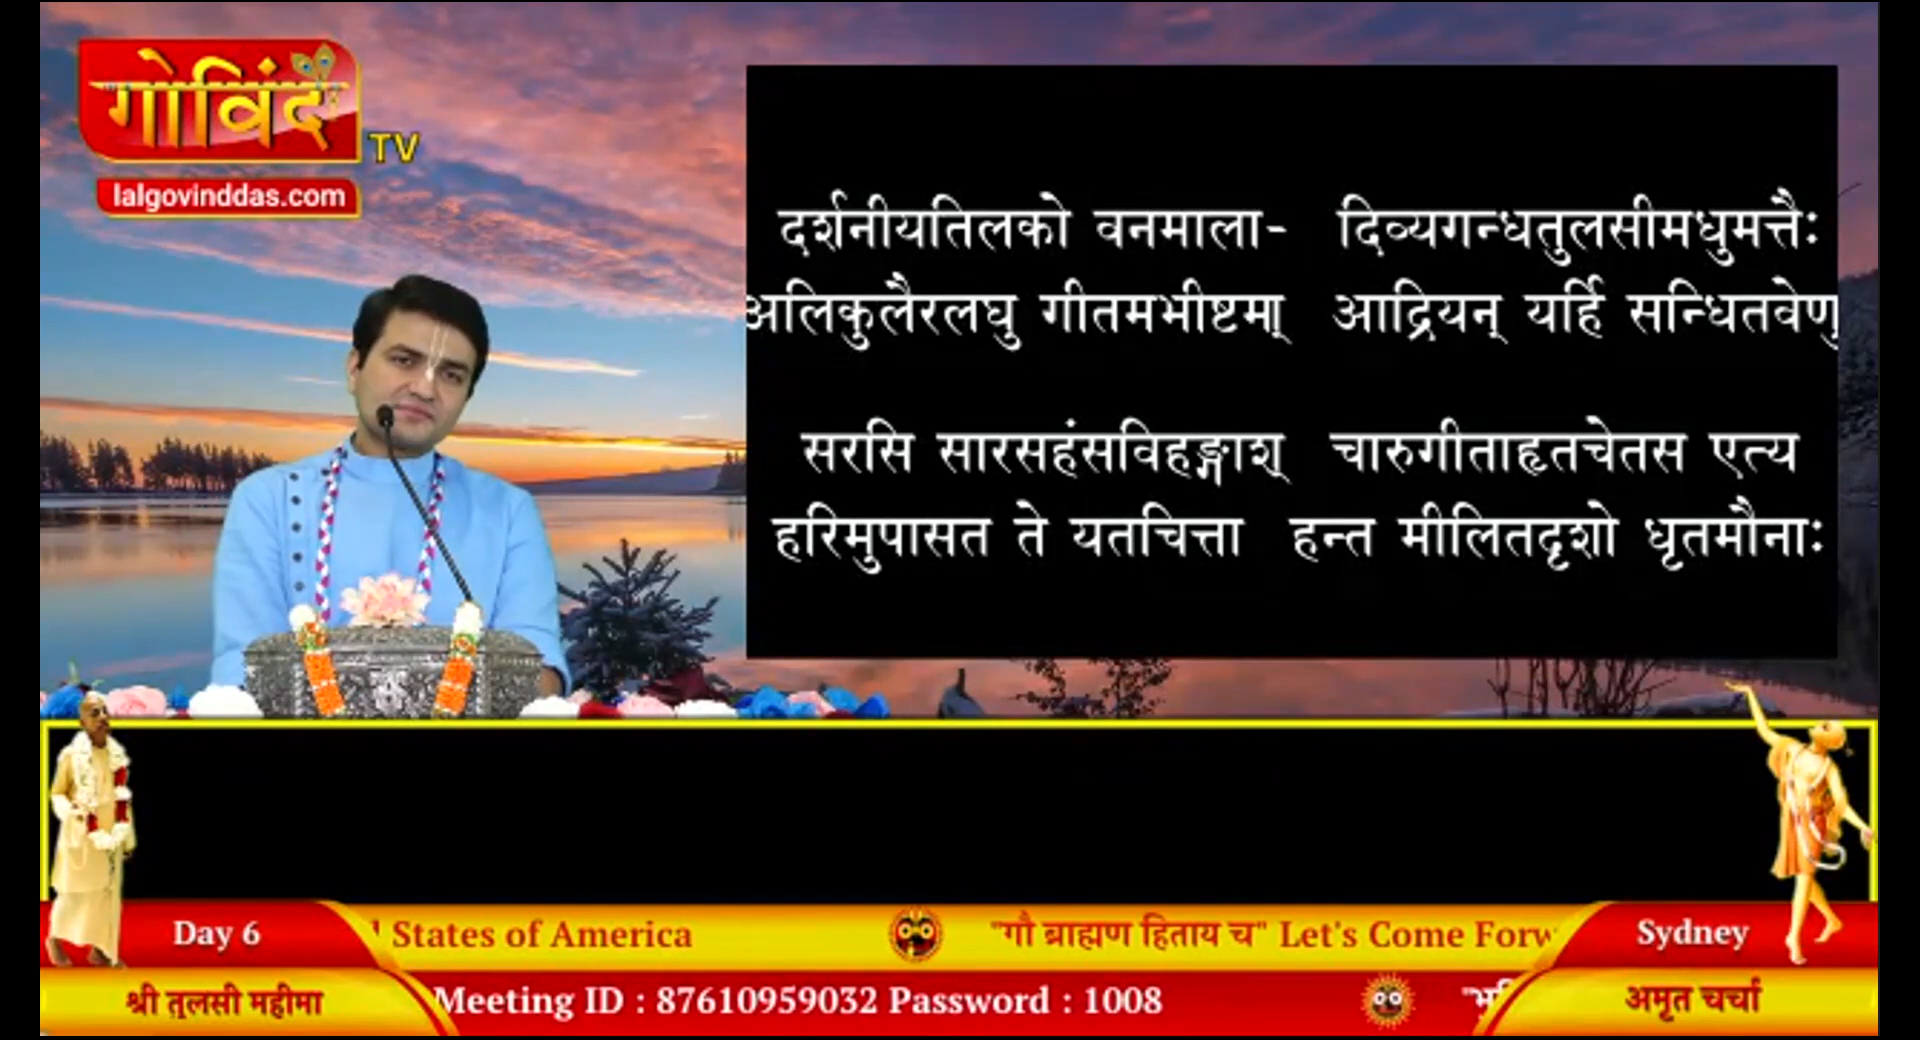 गोविंद
TV
lalgovinddas.com
दर्शनीयतिलको वनमाला- दिव्यगन्धतुलसीमधुमत्तैः
अलिकुलैरलघु गीतमभीष्टम् आद्रियन् यर्हि सन्धितवेणु
सरसि सारसहंसविहङ्गाश् चारुगीताहृतचेतस एत्य
हरिमुपासत ते यतचित्ता हन्त मीलितदृशो धृतमौनाः
Day 6
States of America
"गौ ब्राह्मण हिताय च" Let's Come Forw
Sydney
श्री तुलसी महीमा
Meeting ID : 87610959032 Password : 1008
अमृत चर्चा